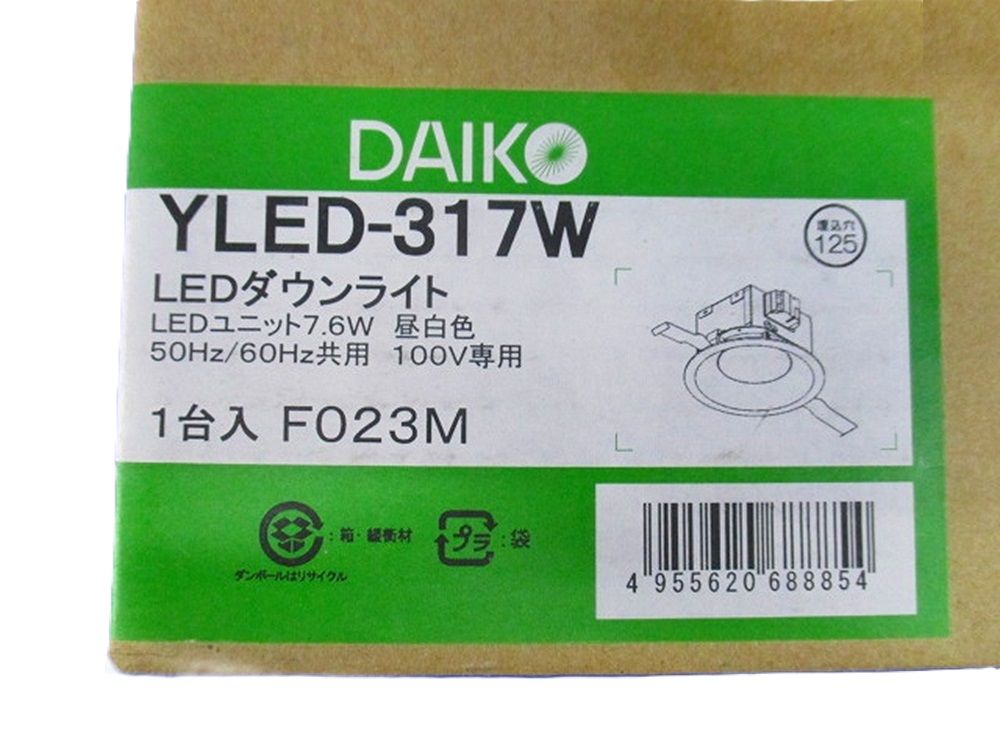 DAIKO
YLED-317W
埋込穴
125
LEDダウンライト
LEDユニット7.6W 昼白色
50Hz/60Hz共用 100V専用
1台入 F023M
:箱・緩衝材
プラ:袋
ダンボールはリサイクル
4 955620 688854